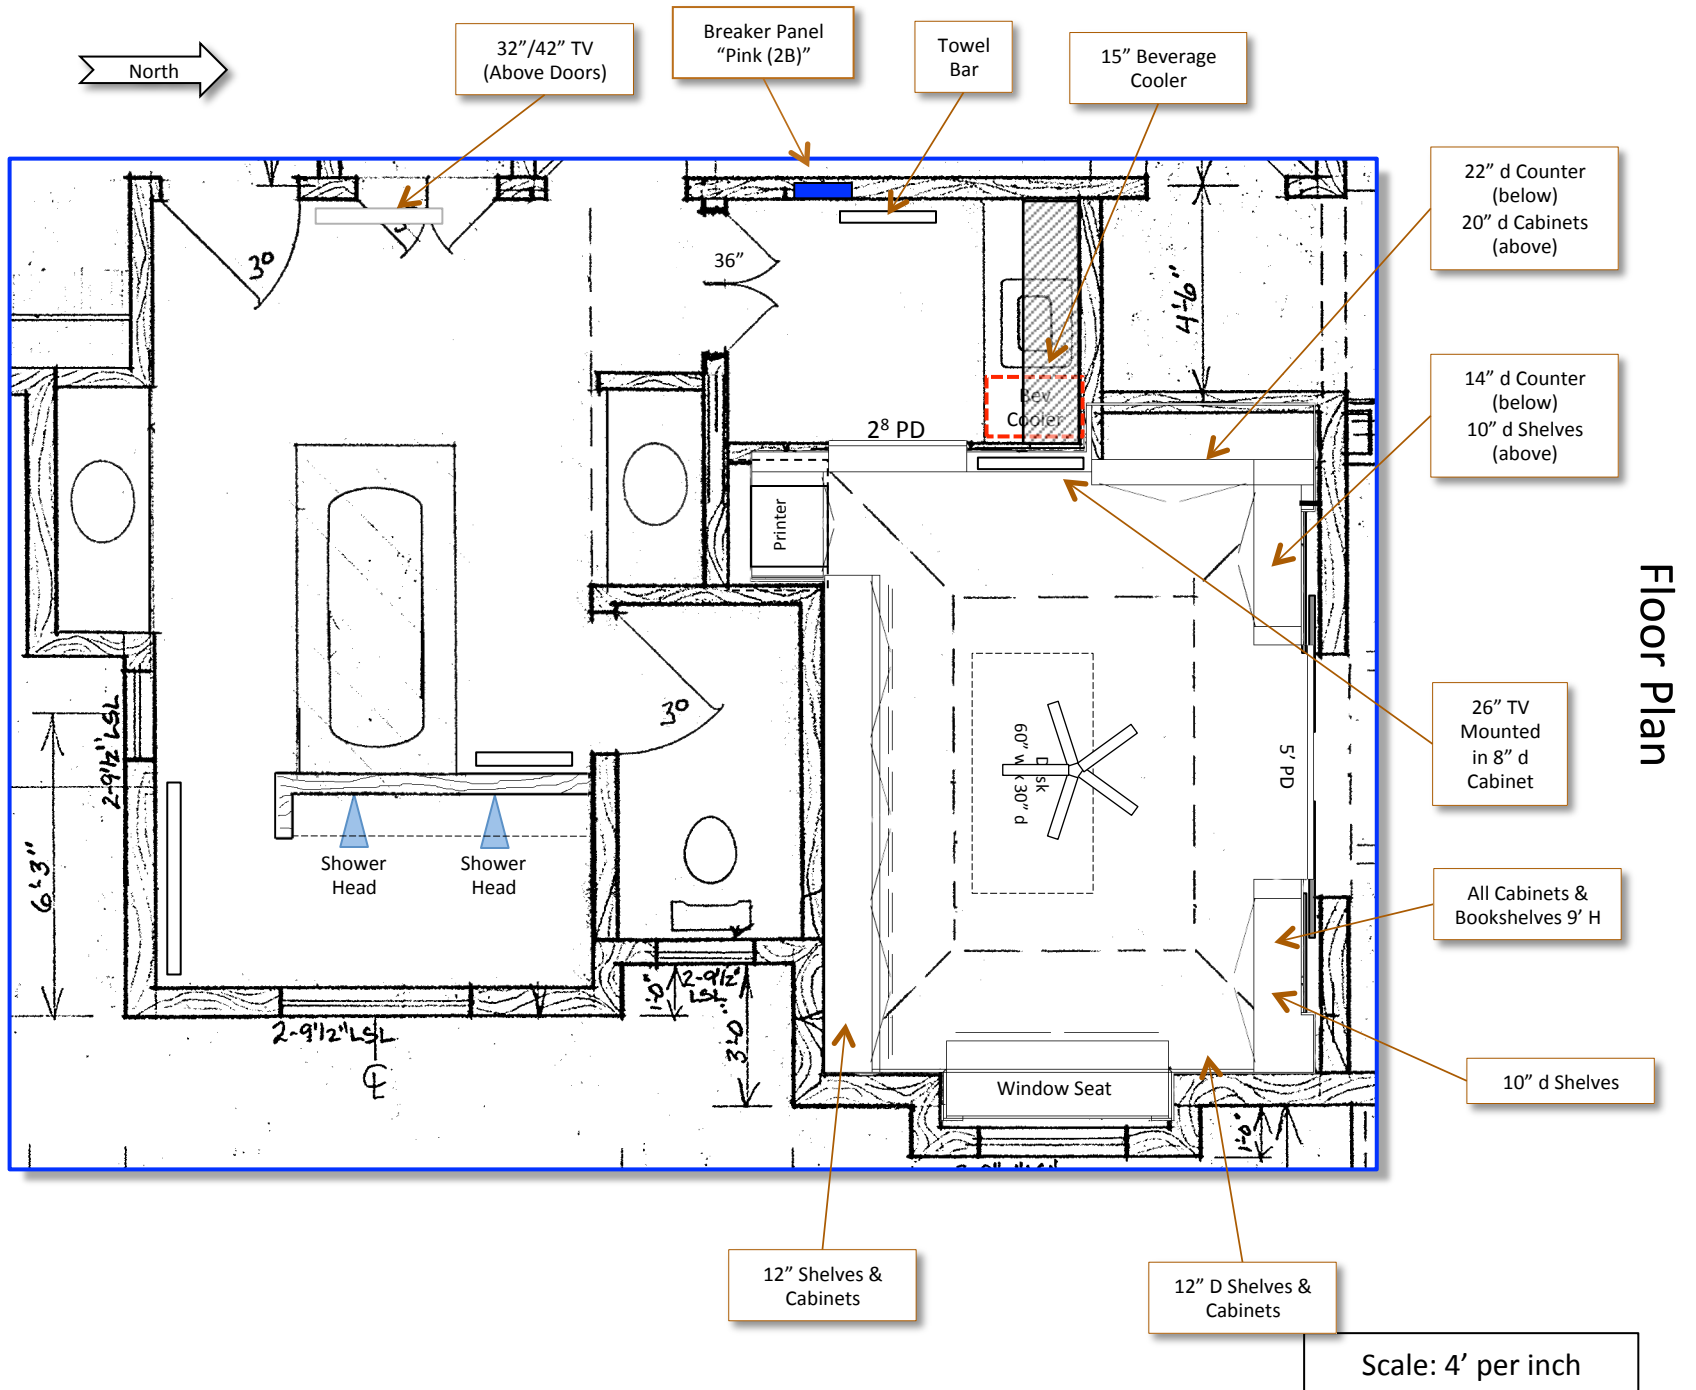 North
32”/42” TV
(Above Doors)
Breaker Panel
“Pink (2B)”
Towel
Bar
15” Beverage
Cooler
22” d Counter
(below)
20” d Cabinets
(above)
14” d Counter
(below)
10” d Shelves
(above)
26” TV
Mounted
in 8” d
Cabinet
All Cabinets &
Bookshelves 9’ H
10” d Shelves
12” Shelves &
Cabinets
12” D Shelves &
Cabinets
Floor Plan
Scale: 4’ per inch
3⁰
36”
4'-6"
Bev
Cooler
2⁸ PD
Printer
3⁰
Desk
60” w x 30” d
5’ PD
2-9½" LSL
6'-3"
Shower
Head
Shower
Head
2-9½" LSL
℄
1'-0"
2-9½"
LSL
3'-0"
Window Seat
1'-0"